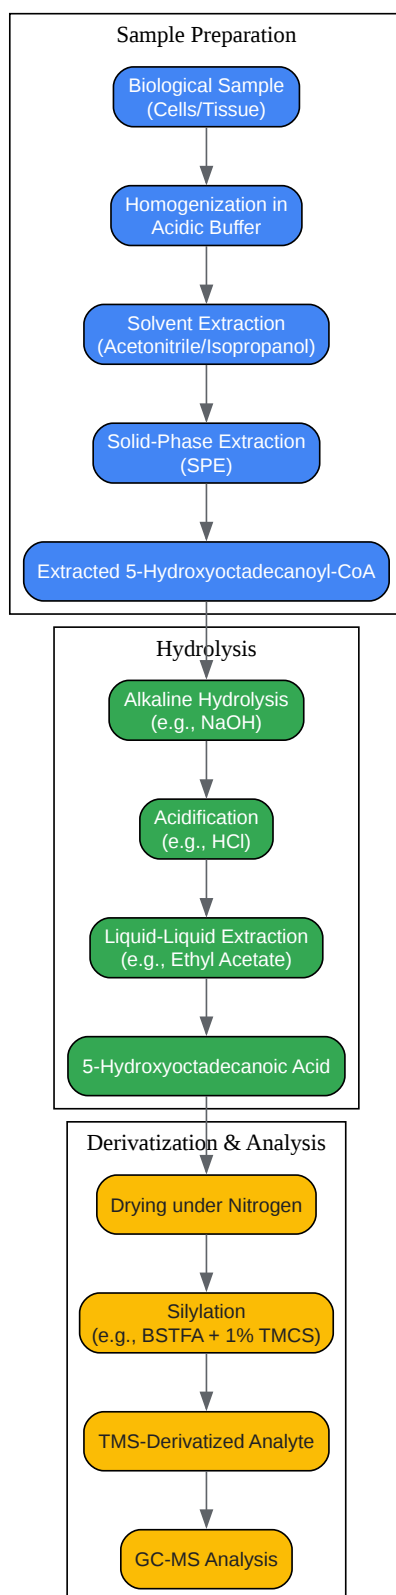 Sample Preparation
Biological Sample
(Cells/Tissue)
Homogenization in
Acidic Buffer
Solvent Extraction
(Acetonitrile/Isopropanol)
Solid-Phase Extraction
(SPE)
Extracted 5-Hydroxyoctadecanoyl-CoA
Hydrolysis
Alkaline Hydrolysis
(e.g., NaOH)
Acidification
(e.g., HCl)
Liquid-Liquid Extraction
(e.g., Ethyl Acetate)
5-Hydroxyoctadecanoic Acid
Derivatization & Analysis
Drying under Nitrogen
Silylation
(e.g., BSTFA + 1% TMCS)
TMS-Derivatized Analyte
GC-MS Analysis